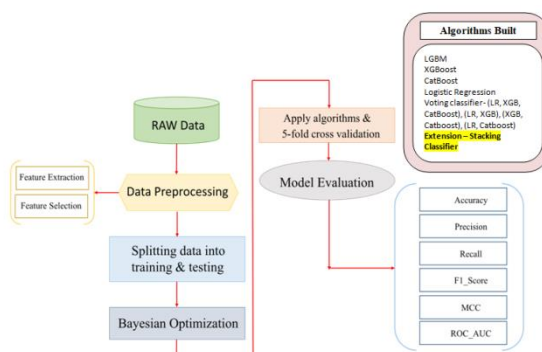 RAW Data
Data Preprocessing
Feature Extraction
Feature Selection
Splitting data into
training & testing
Bayesian Optimization
Apply algorithms &
5-fold cross validation
Model Evaluation
Algorithms Built
LGBM
XGBoost
CatBoost
Logistic Regression
Voting classifier- (LR, XGB,
CatBoost), (LR, XGB), (XGB,
Catboost), (LR, Catboost)
Extension – Stacking
Classifier
Accuracy
Precision
Recall
F1_Score
MCC
ROC_AUC